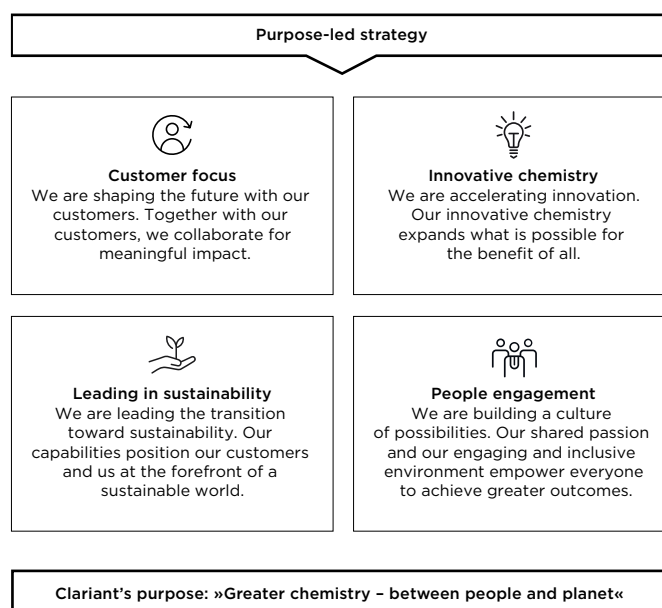 Purpose-led strategy
Customer focus
We are shaping the future with our
customers. Together with our
customers, we collaborate for
meaningful impact.
Innovative chemistry
We are accelerating innovation.
Our innovative chemistry
expands what is possible for
the benefit of all.
Leading in sustainability
We are leading the transition
toward sustainability. Our
capabilities position our customers
and us at the forefront of a
sustainable world.
People engagement
We are building a culture
of possibilities. Our shared passion
and our engaging and inclusive
environment empower everyone
to achieve greater outcomes.
Clariant’s purpose: »Greater chemistry – between people and planet«